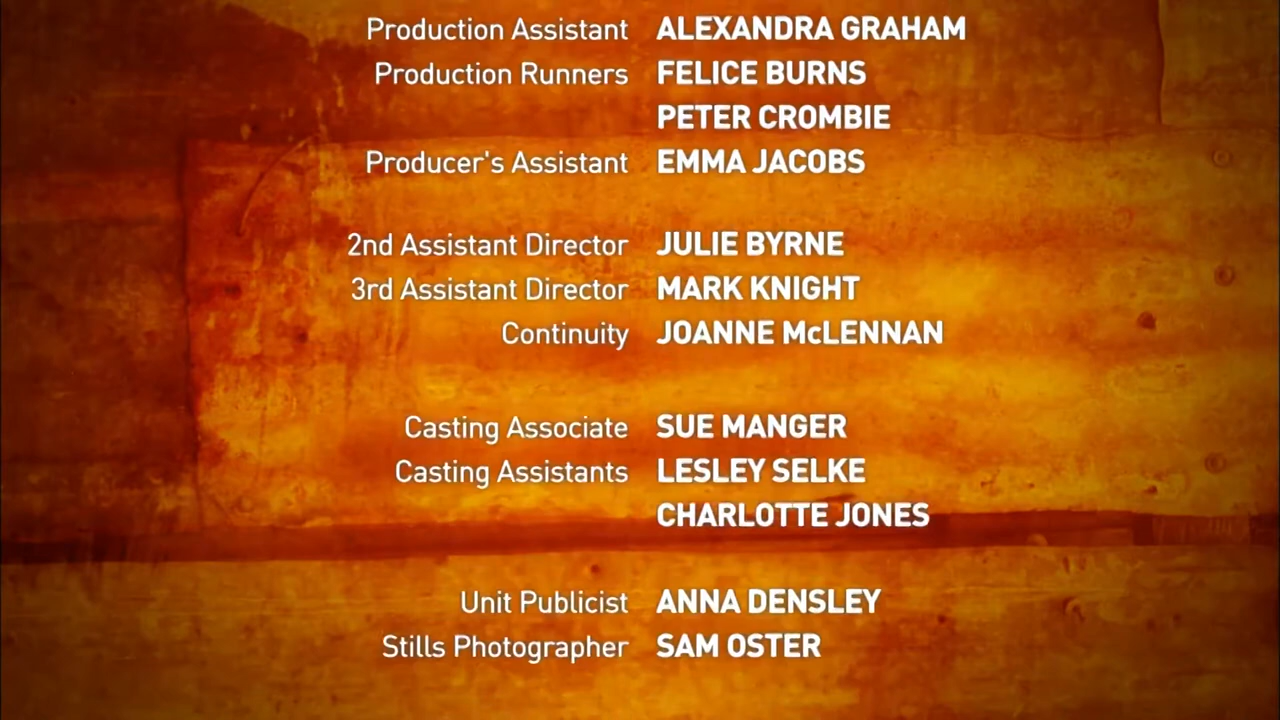 Production Assistant ALEXANDRA GRAHAM
Production Runners FELICE BURNS
PETER CROMBIE
Producer's Assistant EMMA JACOBS
2nd Assistant Director JULIE BYRNE
3rd Assistant Director MARK KNIGHT
Continuity JOANNE McLENNAN
Casting Associate SUE MANGER
Casting Assistants LESLEY SELKE
CHARLOTTE JONES
Unit Publicist ANNA DENSLEY
Stills Photographer SAM OSTER